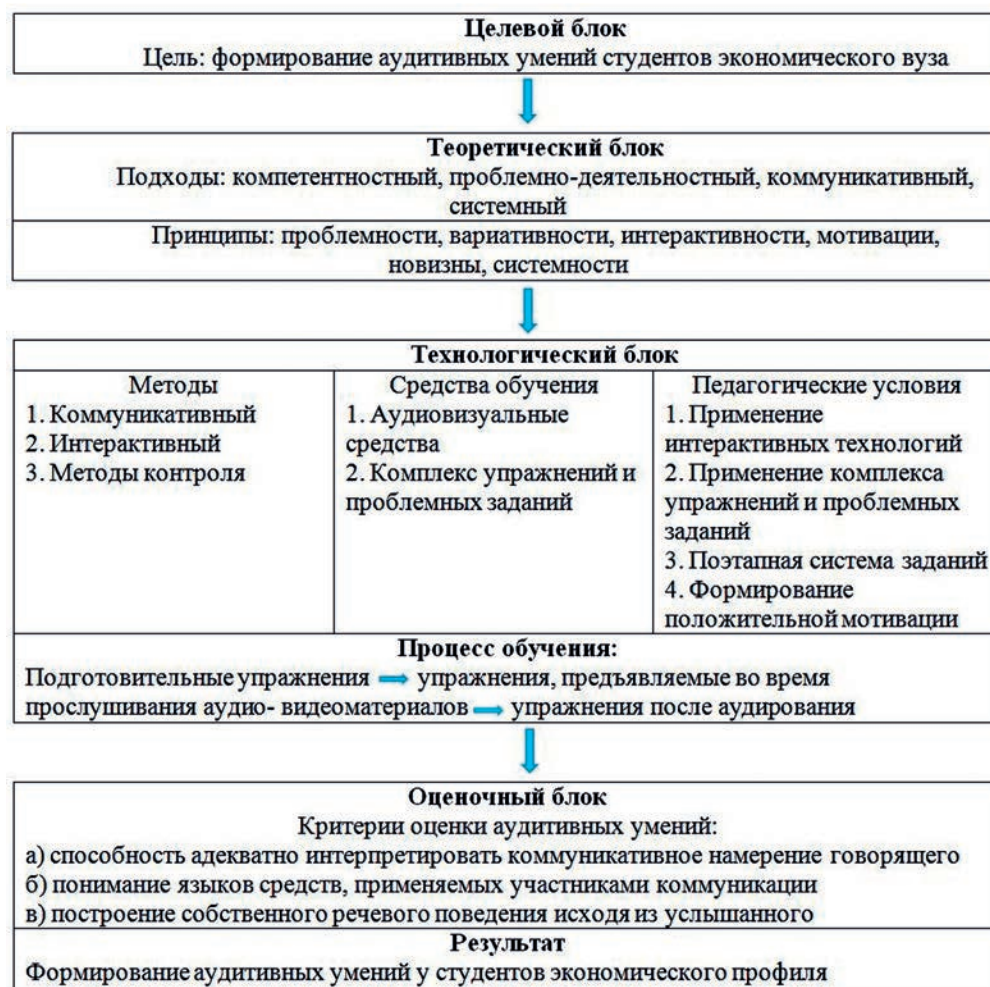 Целевой блок
Цель: формирование аудитивных умений студентов экономического вуза
Теоретический блок
Подходы: компетентностный, проблемно-деятельностный, коммуникативный,
системный
Принципы: проблемности, вариативности, интерактивности, мотивации,
новизны, системности
Технологический блок
Методы
1. Коммуникативный
2. Интерактивный
3. Методы контроля
Средства обучения
1. Аудиовизуальные
средства
2. Комплекс упражнений и
проблемных заданий
Педагогические условия
1. Применение
интерактивных технологий
2. Применение комплекса
упражнений и проблемных
заданий
3. Поэтапная система заданий
4. Формирование
положительной мотивации
Процесс обучения:
Подготовительные упражнения → упражнения, предъявляемые во время
прослушивания аудио- видеоматериалов → упражнения после аудирования
Оценочный блок
Критерии оценки аудитивных умений:
а) способность адекватно интерпретировать коммуникативное намерение говорящего
б) понимание языков средств, применяемых участниками коммуникации
в) построение собственного речевого поведения исходя из услышанного
Результат
Формирование аудитивных умений у студентов экономического профиля